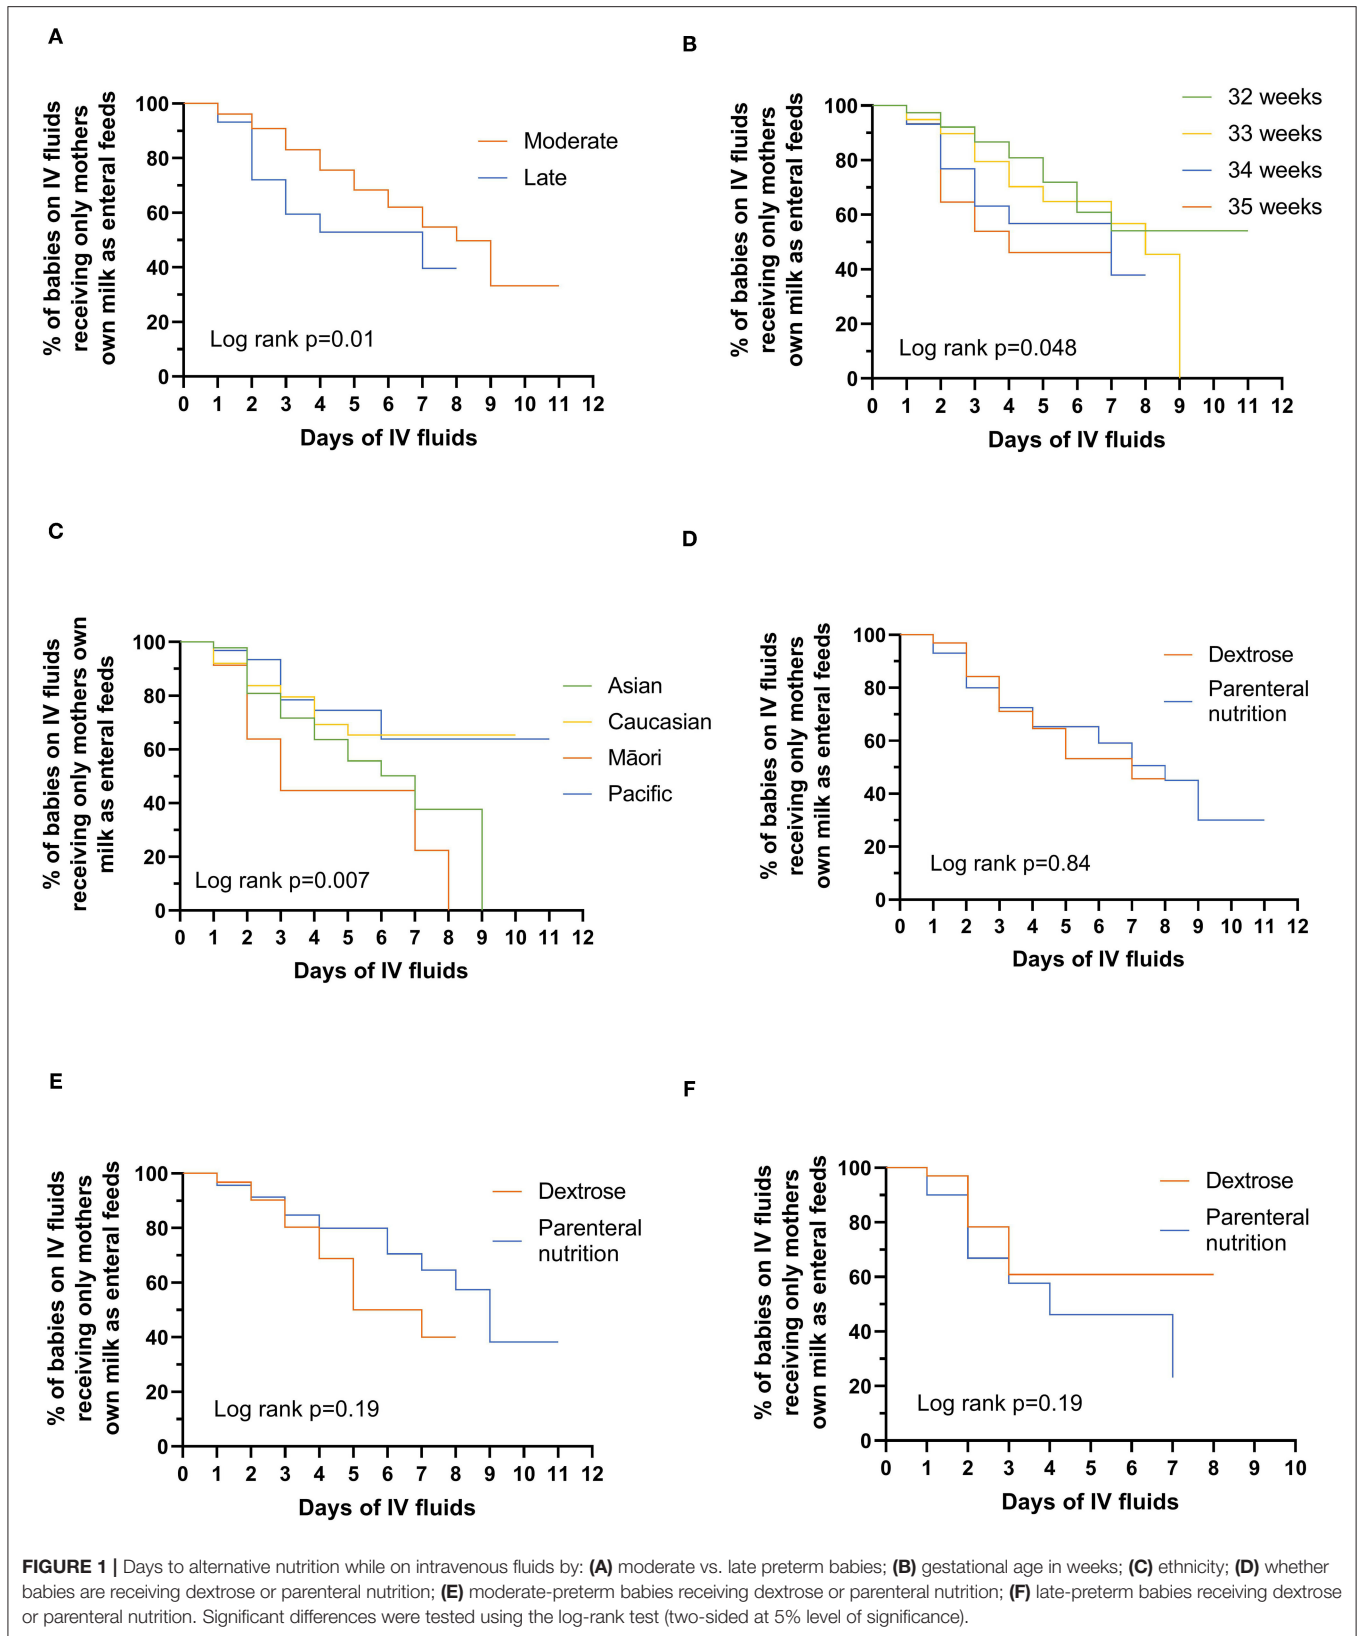 A
% of babies on IV fluids
receiving only mothers
own milk as enteral feeds
100
80
60
40
20
0
Moderate
Late
Log rank p=0.01
0 1 2 3 4 5 6 7 8 9 10 11 12
Days of IV fluids
B
% of babies on IV fluids
receiving only mothers
own milk as enteral feeds
100
80
60
40
20
0
32 weeks
33 weeks
34 weeks
35 weeks
Log rank p=0.048
0 1 2 3 4 5 6 7 8 9 10 11 12
Days of IV fluids
C
% of babies on IV fluids
receiving only mothers own
milk as enteral feeds
100
80
60
40
20
0
Asian
Caucasian
Māori
Pacific
Log rank p=0.007
0 1 2 3 4 5 6 7 8 9 10 11 12
Days of IV fluids
D
% of babies on IV fluids
receiving only mothers
own milk as enteral feeds
100
80
60
40
20
0
Dextrose
Parenteral
nutrition
Log rank p=0.84
0 1 2 3 4 5 6 7 8 9 10 11 12
Days of IV fluids
E
% of babies on IV fluids
receiving only mothers
own milk as enteral feeds
100
80
60
40
20
0
Dextrose
Parenteral
nutrition
Log rank p=0.19
0 1 2 3 4 5 6 7 8 9 10 11 12
Days of IV fluids
F
% of babies on IV fluids
receiving only mothers
own milk as enteral feeds
100
80
60
40
20
0
Dextrose
Parenteral
nutrition
Log rank p=0.19
0 1 2 3 4 5 6 7 8 9 10
Days of IV fluids
FIGURE 1 | Days to alternative nutrition while on intravenous fluids by: (A) moderate vs. late preterm babies; (B) gestational age in weeks; (C) ethnicity; (D) whether
babies are receiving dextrose or parenteral nutrition; (E) moderate-preterm babies receiving dextrose or parenteral nutrition; (F) late-preterm babies receiving dextrose
or parenteral nutrition. Significant differences were tested using the log-rank test (two-sided at 5% level of significance).